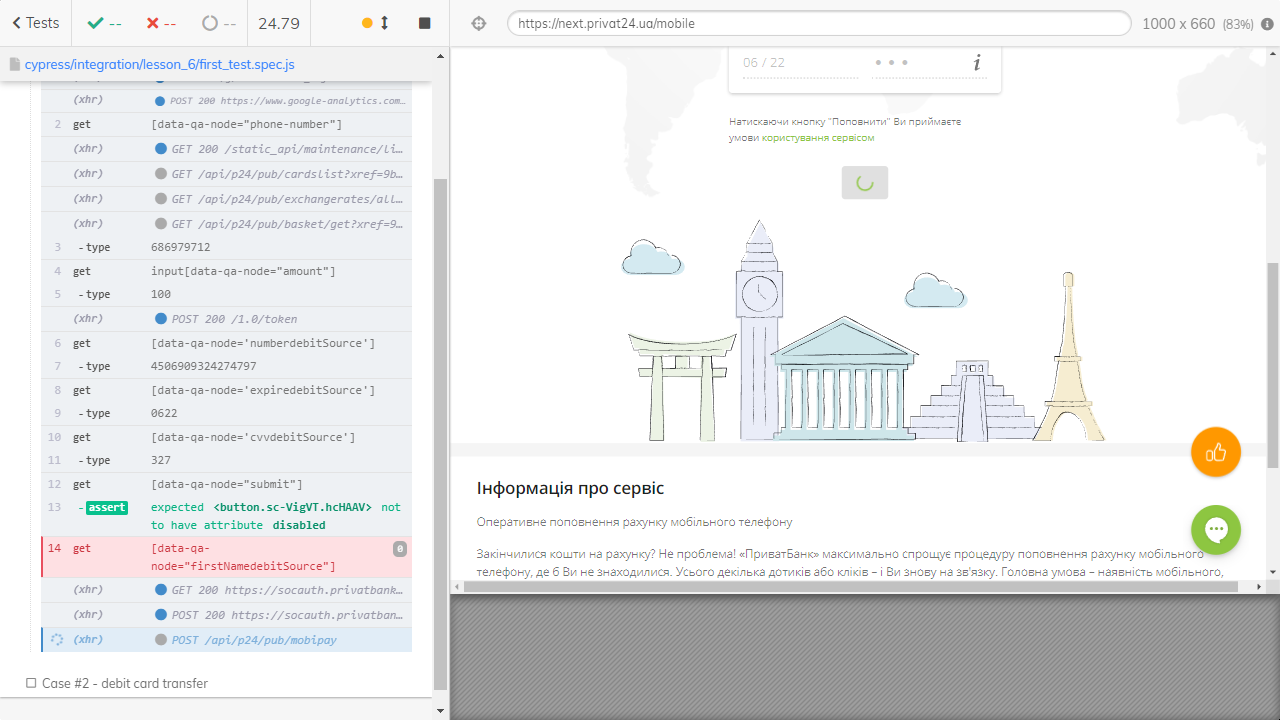 Tests
--
--
--
24.79
https://next.privat24.ua/mobile
1000 x 660 (83%)
cypress/integration/lesson_6/first_test.spec.js
(xhr) POST 200 https://www.google-analytics.com…
2 get [data-qa-node="phone-number"]
(xhr) GET 200 /static_api/maintenance/li…
(xhr) GET /api/p24/pub/cardslist?xref=9b…
(xhr) GET /api/p24/pub/exchangerates/all…
(xhr) GET /api/p24/pub/basket/get?xref=9…
3 -type 686979712
4 get input[data-qa-node="amount"]
5 -type 100
(xhr) POST 200 /1.0/token
6 get [data-qa-node='numberdebitSource']
7 -type 4506909324274797
8 get [data-qa-node='expiredebitSource']
9 -type 0622
10 get [data-qa-node='cvvdebitSource']
11 -type 327
12 get [data-qa-node="submit"]
13 -assert expected <button.sc-VigVT.hcHAAV> not
to have attribute disabled
14 get [data-qa- 0
node="firstNamedebitSource"]
(xhr) GET 200 https://socauth.privatbank…
(xhr) POST 200 https://socauth.privatban…
(xhr) POST /api/p24/pub/mobipay
Case #2 - debit card transfer
06 / 22
Натискаючи кнопку "Поповнити" Ви приймаєте
умови користування сервісом
Інформація про сервіс
Оперативне поповнення рахунку мобільного телефону
Закінчилися кошти на рахунку? Не проблема! «ПриватБанк» максимально спрощує процедуру поповнення рахунку мобільного
телефону, де б Ви не знаходилися. Усього декілька дотиків або кліків – і Ви знову на зв'язку. Головна умова – наявність мобільного,